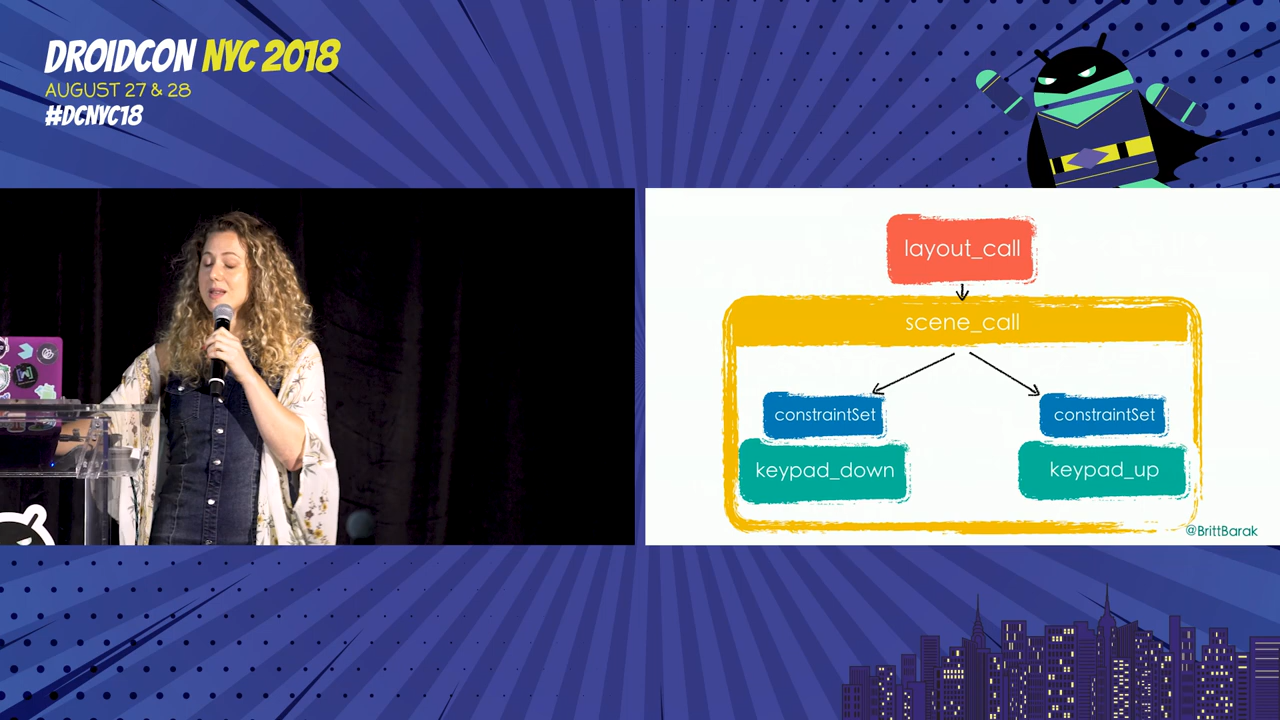 DROIDCON NYC 2018
AUGUST 27 & 28
#DCNYC18
layout_call
scene_call
constraintSet
constraintSet
keypad_down
keypad_up
@BrittBarak